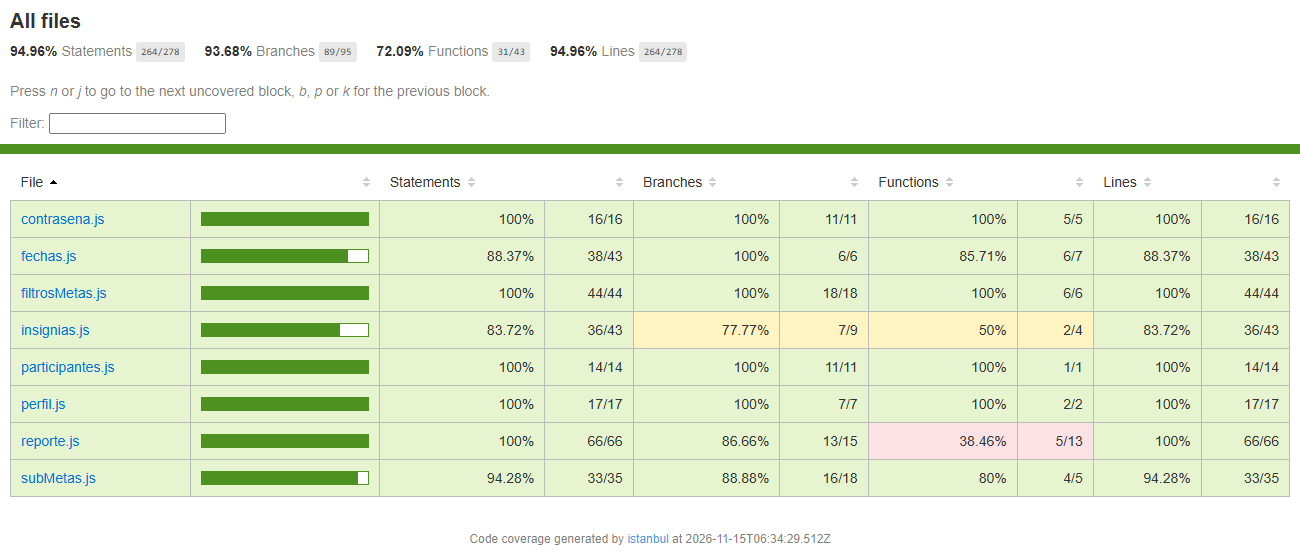 All files
94.96% Statements 264/278 93.68% Branches 89/95 72.09% Functions 31/43 94.96% Lines 264/278
Press n or j to go to the next uncovered block, b, p or k for the previous block.
Filter:
File Statements Branches Functions Lines
contrasena.js 100% 16/16 100% 11/11 100% 5/5 100% 16/16
fechas.js 88.37% 38/43 100% 6/6 85.71% 6/7 88.37% 38/43
filtrosMetas.js 100% 44/44 100% 18/18 100% 6/6 100% 44/44
insignias.js 83.72% 36/43 77.77% 7/9 50% 2/4 83.72% 36/43
participantes.js 100% 14/14 100% 11/11 100% 1/1 100% 14/14
perfil.js 100% 17/17 100% 7/7 100% 2/2 100% 17/17
reporte.js 100% 66/66 86.66% 13/15 38.46% 5/13 100% 66/66
subMetas.js 94.28% 33/35 88.88% 16/18 80% 4/5 94.28% 33/35
Code coverage generated by istanbul at 2026-11-15T06:34:29.512Z